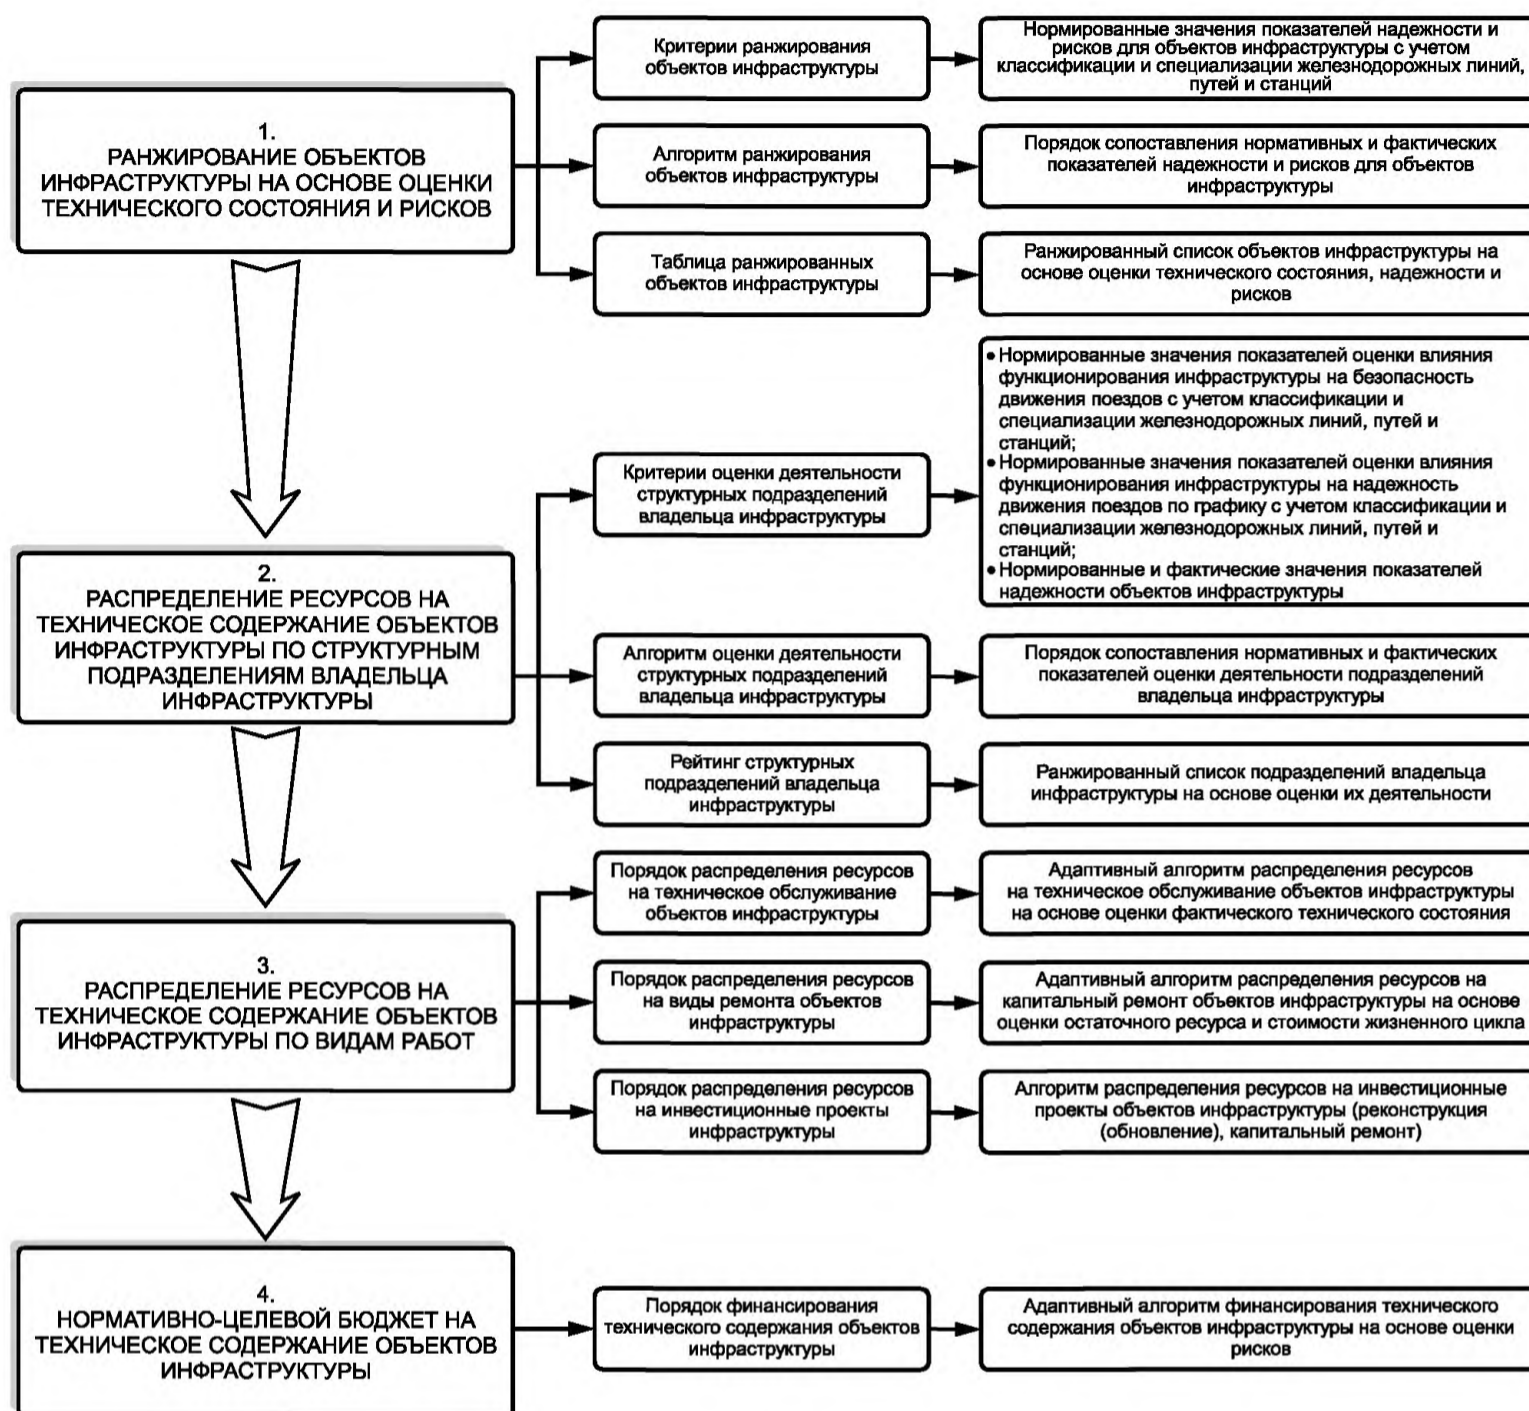 1.
РАНЖИРОВАНИЕ ОБЪЕКТОВ
ИНФРАСТРУКТУРЫ НА ОСНОВЕ ОЦЕНКИ
ТЕХНИЧЕСКОГО СОСТОЯНИЯ И РИСКОВ
Критерии ранжирования
объектов инфраструктуры
Нормированные значения показателей надежности и
рисков для объектов инфраструктуры с учетом
классификации и специализации железнодорожных линий,
путей и станций
Алгоритм ранжирования
объектов инфраструктуры
Порядок сопоставления нормативных и фактических
показателей надежности и рисков для объектов
инфраструктуры
Таблица ранжированных
объектов инфраструктуры
Ранжированный список объектов инфраструктуры на
основе оценки технического состояния, надежности и
рисков
2.
РАСПРЕДЕЛЕНИЕ РЕСУРСОВ НА
ТЕХНИЧЕСКОЕ СОДЕРЖАНИЕ ОБЪЕКТОВ
ИНФРАСТРУКТУРЫ ПО СТРУКТУРНЫМ
ПОДРАЗДЕЛЕНИЯМ ВЛАДЕЛЬЦА
ИНФРАСТРУКТУРЫ
Критерии оценки деятельности
структурных подразделений
владельца инфраструктуры
• Нормированные значения показателей оценки влияния
функционирования инфраструктуры на безопасность
движения поездов с учетом классификации и
специализации железнодорожных линий, путей и
станций;
• Нормированные значения показателей оценки влияния
функционирования инфраструктуры на надежность
движения поездов по графику с учетом классификации и
специализации железнодорожных линий, путей и
станций;
• Нормированные и фактические значения показателей
надежности объектов инфраструктуры
Алгоритм оценки деятельности
структурных подразделений
владельца инфраструктуры
Порядок сопоставления нормативных и фактических
показателей оценки деятельности подразделений
владельца инфраструктуры
Рейтинг структурных
подразделений владельца
инфраструктуры
Ранжированный список подразделений владельца
инфраструктуры на основе оценки их деятельности
3.
РАСПРЕДЕЛЕНИЕ РЕСУРСОВ НА
ТЕХНИЧЕСКОЕ СОДЕРЖАНИЕ ОБЪЕКТОВ
ИНФРАСТРУКТУРЫ ПО ВИДАМ РАБОТ
Порядок распределения ресурсов
на техническое обслуживание
объектов инфраструктуры
Адаптивный алгоритм распределения ресурсов
на техническое обслуживание объектов инфраструктуры
на основе оценки фактического технического состояния
Порядок распределения ресурсов
на виды ремонта объектов
инфраструктуры
Адаптивный алгоритм распределения ресурсов на
капитальный ремонт объектов инфраструктуры на основе
оценки остаточного ресурса и стоимости жизненного цикла
Порядок распределения ресурсов
на инвестиционные проекты
инфраструктуры
Алгоритм распределения ресурсов на инвестиционные
проекты объектов инфраструктуры (реконструкция
(обновление), капитальный ремонт)
4.
НОРМАТИВНО-ЦЕЛЕВОЙ БЮДЖЕТ НА
ТЕХНИЧЕСКОЕ СОДЕРЖАНИЕ ОБЪЕКТОВ
ИНФРАСТРУКТУРЫ
Порядок финансирования
технического содержания объектов
инфраструктуры
Адаптивный алгоритм финансирования технического
содержания объектов инфраструктуры на основе оценки
рисков